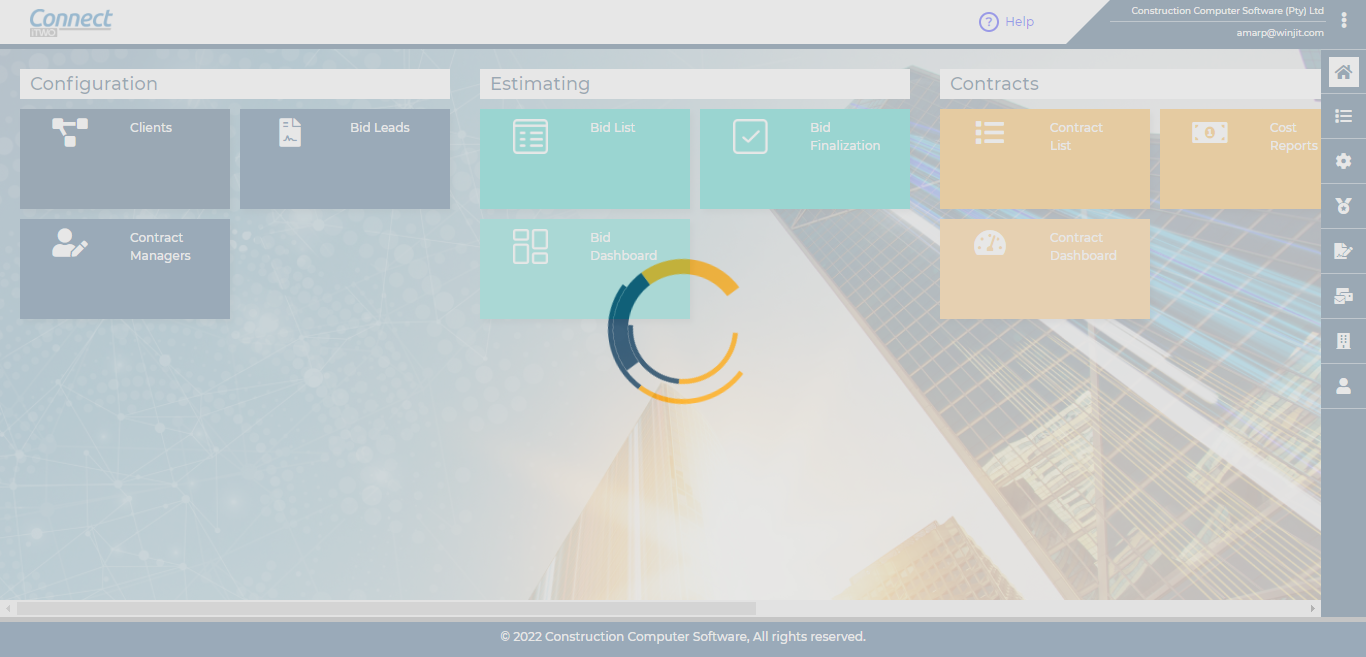 Connect
iTWO
Help
Construction Computer Software (Pty) Ltd
amarp@winjit.com
Configuration
Clients
Bid Leads
Contract
Managers
Estimating
Bid List
Bid
Finalization
Bid
Dashboard
Contracts
Contract
List
Cost
Reports
Contract
Dashboard
© 2022 Construction Computer Software, All rights reserved.